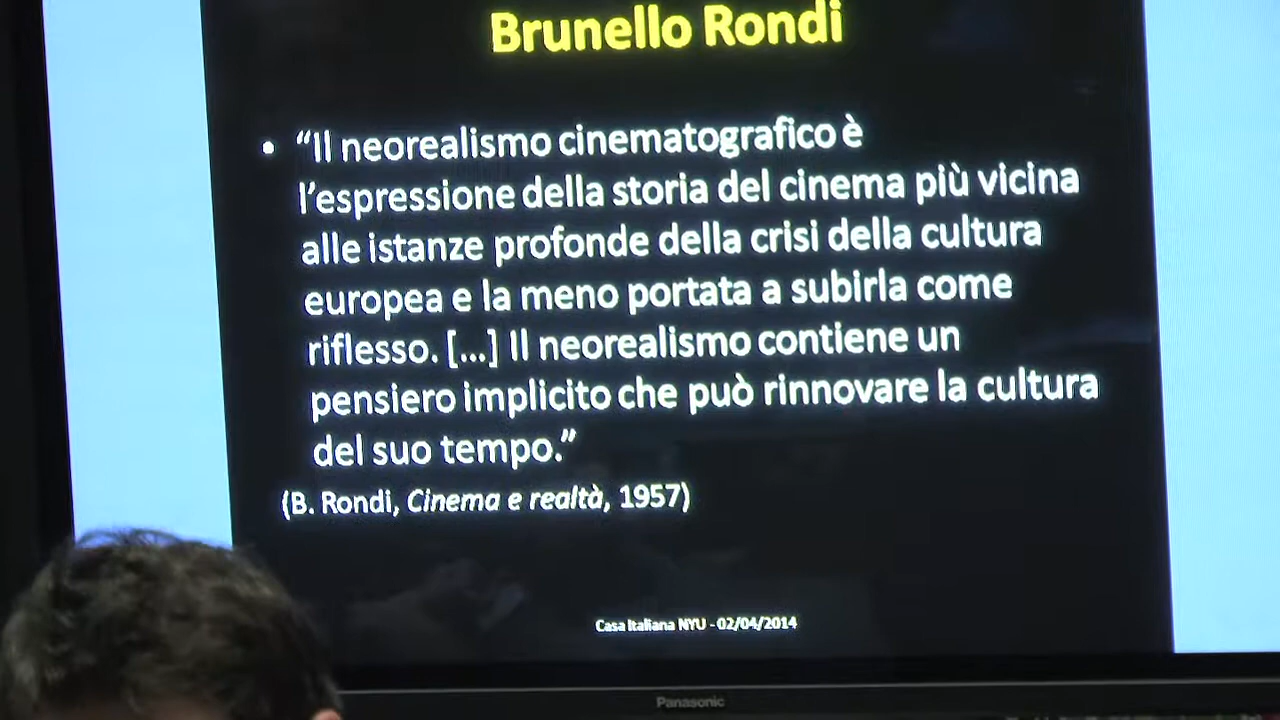 Brunello Rondi
• “Il neorealismo cinematografico è
l’espressione della storia del cinema più vicina
alle istanze profonde della crisi della cultura
europea e la meno portata a subirla come
riflesso. [...] Il neorealismo contiene un
pensiero implicito che può rinnovare la cultura
del suo tempo.”
(B. Rondi, Cinema e realtà, 1957)
Casa Italiana NYU - 02/04/2014
Panasonic